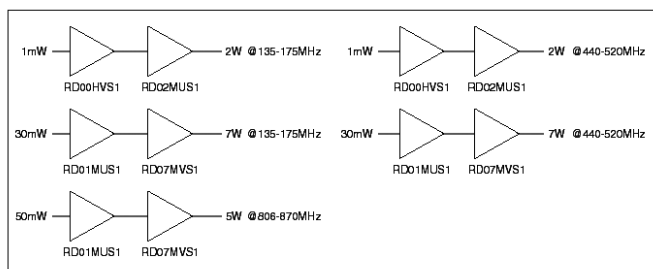 1mW 2W @135-175MHz
RD00HVS1 RD02MUS1
1mW 2W @440-520MHz
RD00HVS1 RD02MUS1
30mW 7W @135-175MHz
RD01MUS1 RD07MVS1
30mW 7W @440-520MHz
RD01MUS1 RD07MVS1
50mW 5W @806-870MHz
RD01MUS1 RD07MVS1